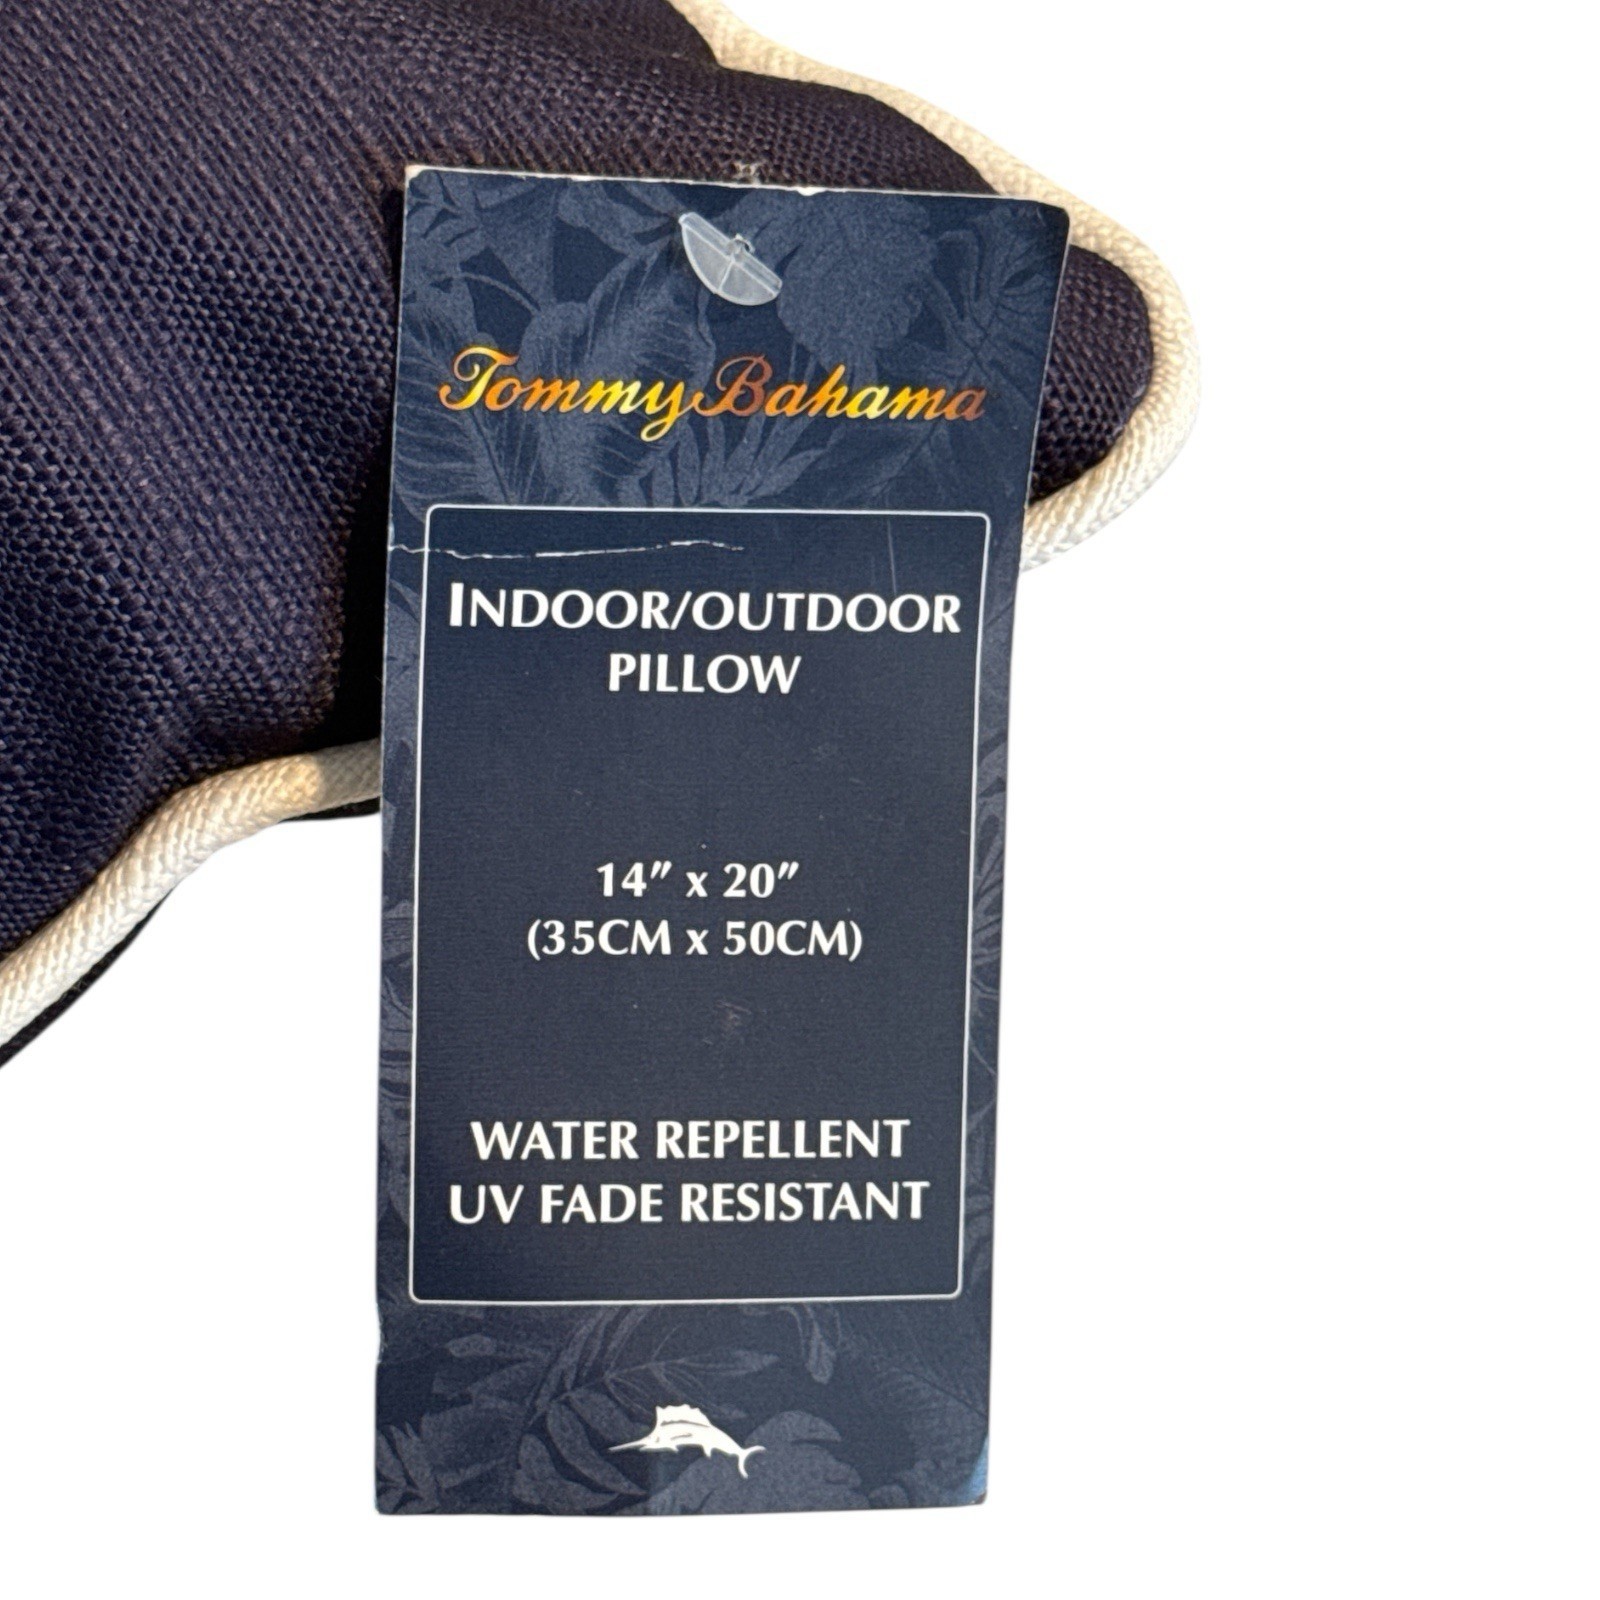 Tommy Bahama
INDOOR/OUTDOOR
PILLOW
14" x 20"
(35CM x 50CM)
WATER REPELLENT
UV FADE RESISTANT